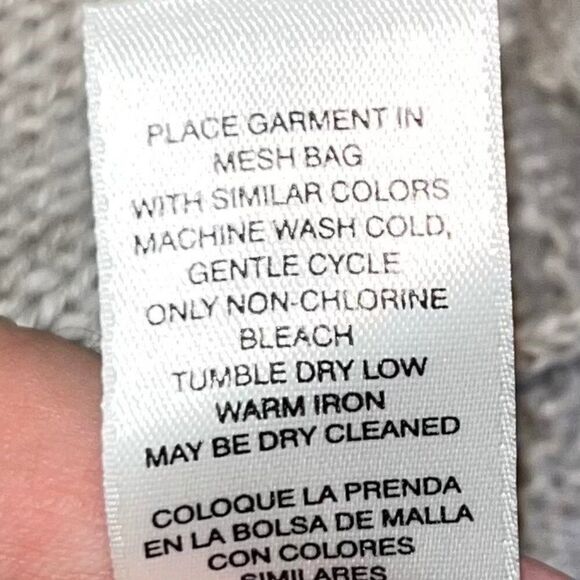 PLACE GARMENT IN
MESH BAG
WITH SIMILAR COLORS
MACHINE WASH COLD,
GENTLE CYCLE
ONLY NON-CHLORINE
BLEACH
TUMBLE DRY LOW
WARM IRON
MAY BE DRY CLEANED
COLOQUE LA PRENDA
EN LA BOLSA DE MALLA
CON COLORES
SIMILARES